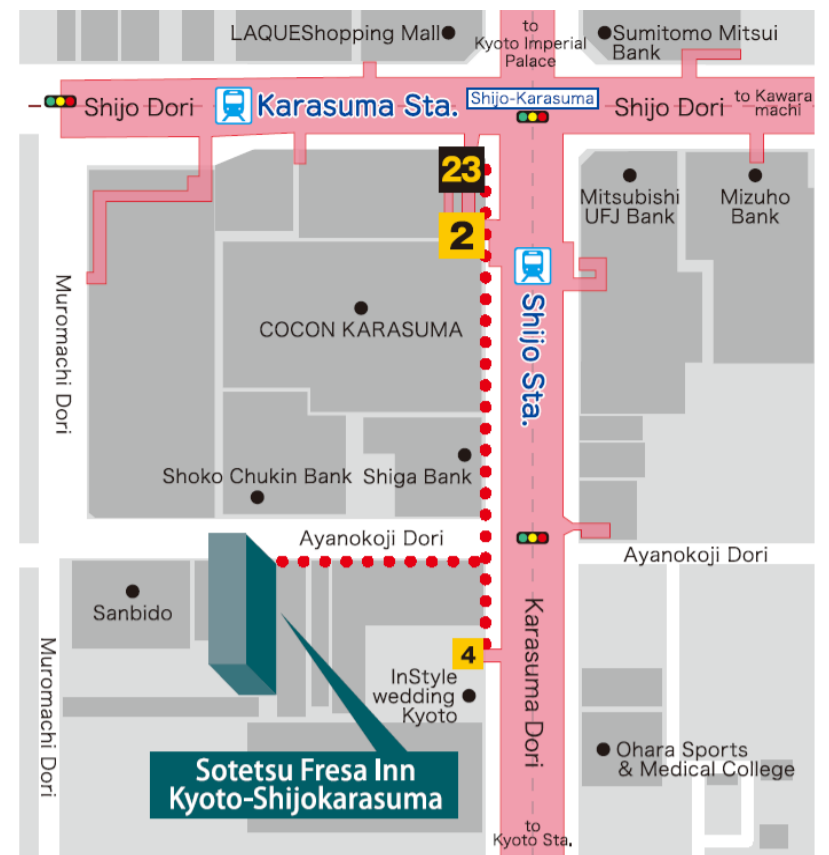 LAQUEShopping Mall
to
Kyoto Imperial
Palace
Sumitomo Mitsui
Bank
Shijo Dori
Karasuma Sta.
Shijo-Karasuma
Shijo Dori
to Kawara
machi
23
2
Mitsubishi
UFJ Bank
Mizuho
Bank
Muromachi Dori
COCON KARASUMA
Shijo Sta.
Shoko Chukin Bank
Shiga Bank
Ayanokoji Dori
Ayanokoji Dori
Sanbido
Muromachi Dori
4
Karasuma Dori
InStyle
wedding
Kyoto
Ohara Sports
& Medical College
Sotetsu Fresa Inn
Kyoto-Shijokarasuma
to
Kyoto Sta.